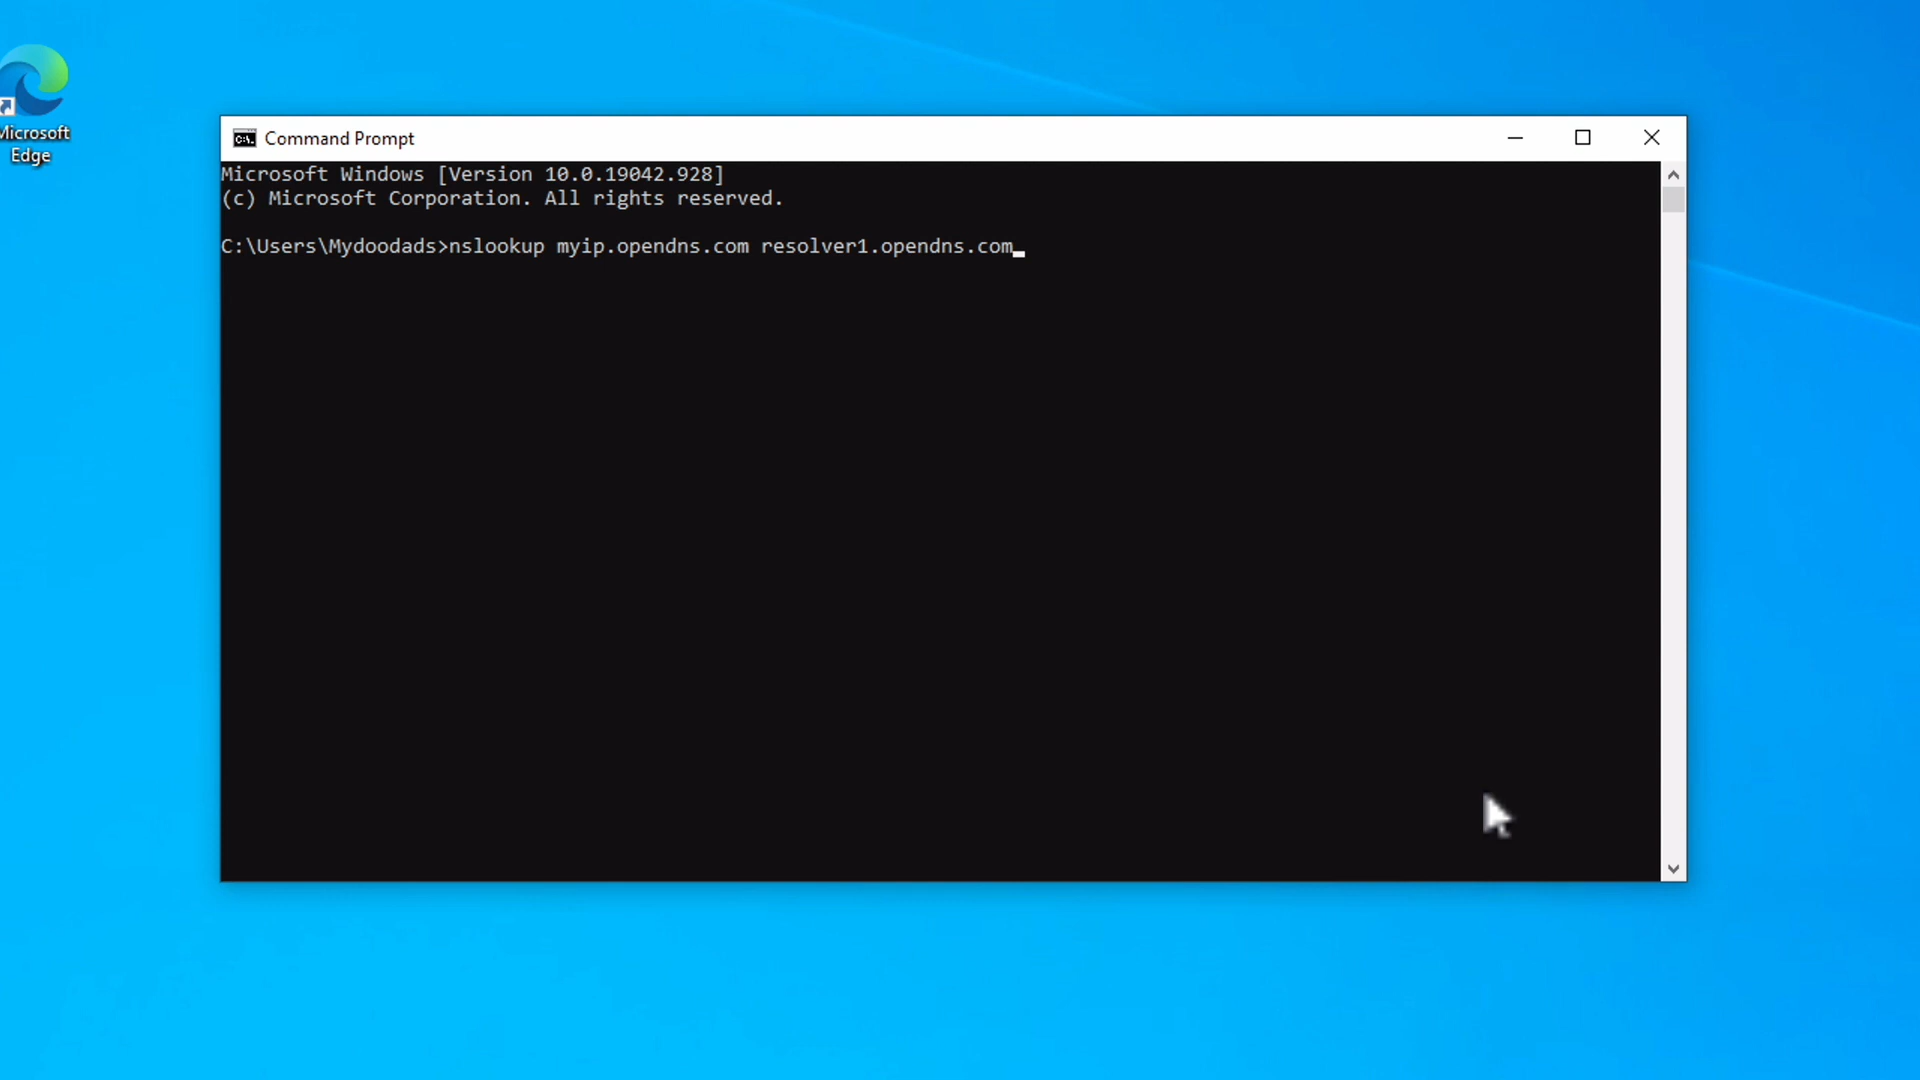 Microsoft
Edge
Command Prompt
Microsoft Windows [Version 10.0.19042.928]
(c) Microsoft Corporation. All rights reserved.
C:\Users\Mydoodads>nslookup myip.opendns.com resolver1.opendns.com